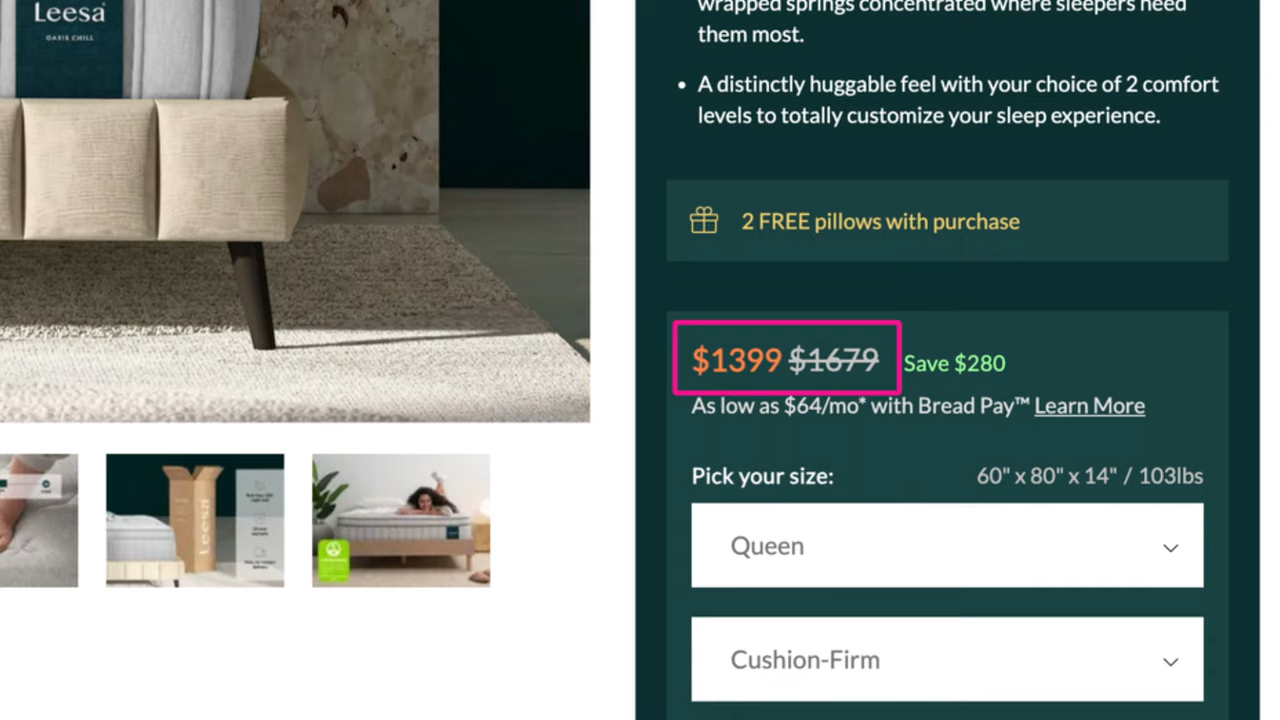 Leesa
OASIS CHILL
wrapped springs concentrated where sleepers need
them most.
• A distinctly huggable feel with your choice of 2 comfort
levels to totally customize your sleep experience.
2 FREE pillows with purchase
$1399 $1679 Save $280
As low as $64/mo* with Bread Pay™ Learn More
Pick your size: 60" x 80" x 14" / 103lbs
Queen
Cushion-Firm
Leesa